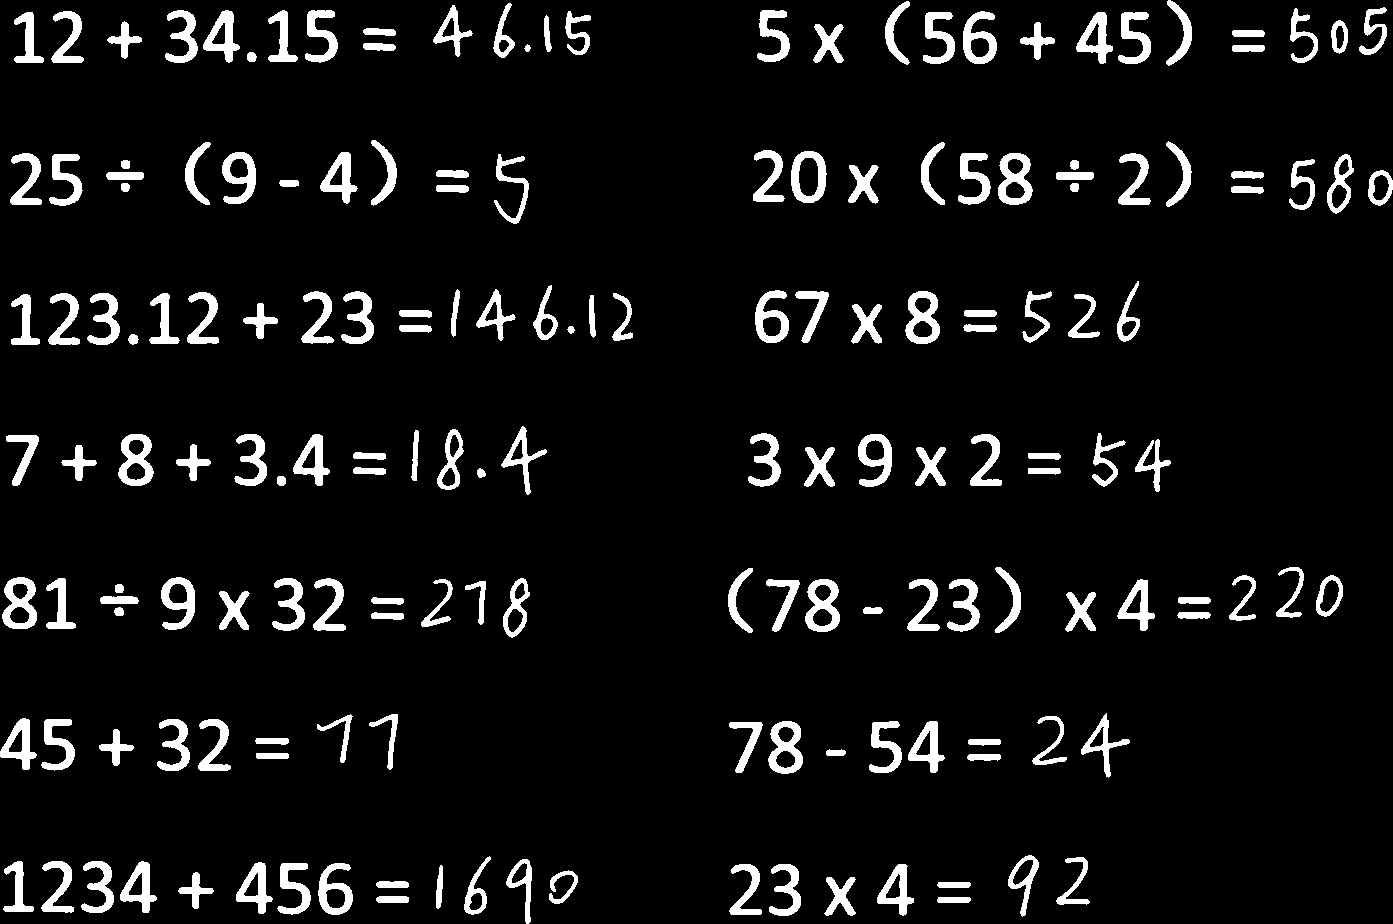 12 + 34.15 = 46.15 5 x （56 + 45） = 505
25 ÷ （9 - 4） = 5 20 x （58 ÷ 2） = 580
123.12 + 23 = 146.12 67 x 8 = 526
7 + 8 + 3.4 = 18.4 3 x 9 x 2 = 54
81 ÷ 9 x 32 = 278 （78 - 23） x 4 = 220
45 + 32 = 77 78 - 54 = 24
1234 + 456 = 1690 23 x 4 = 92